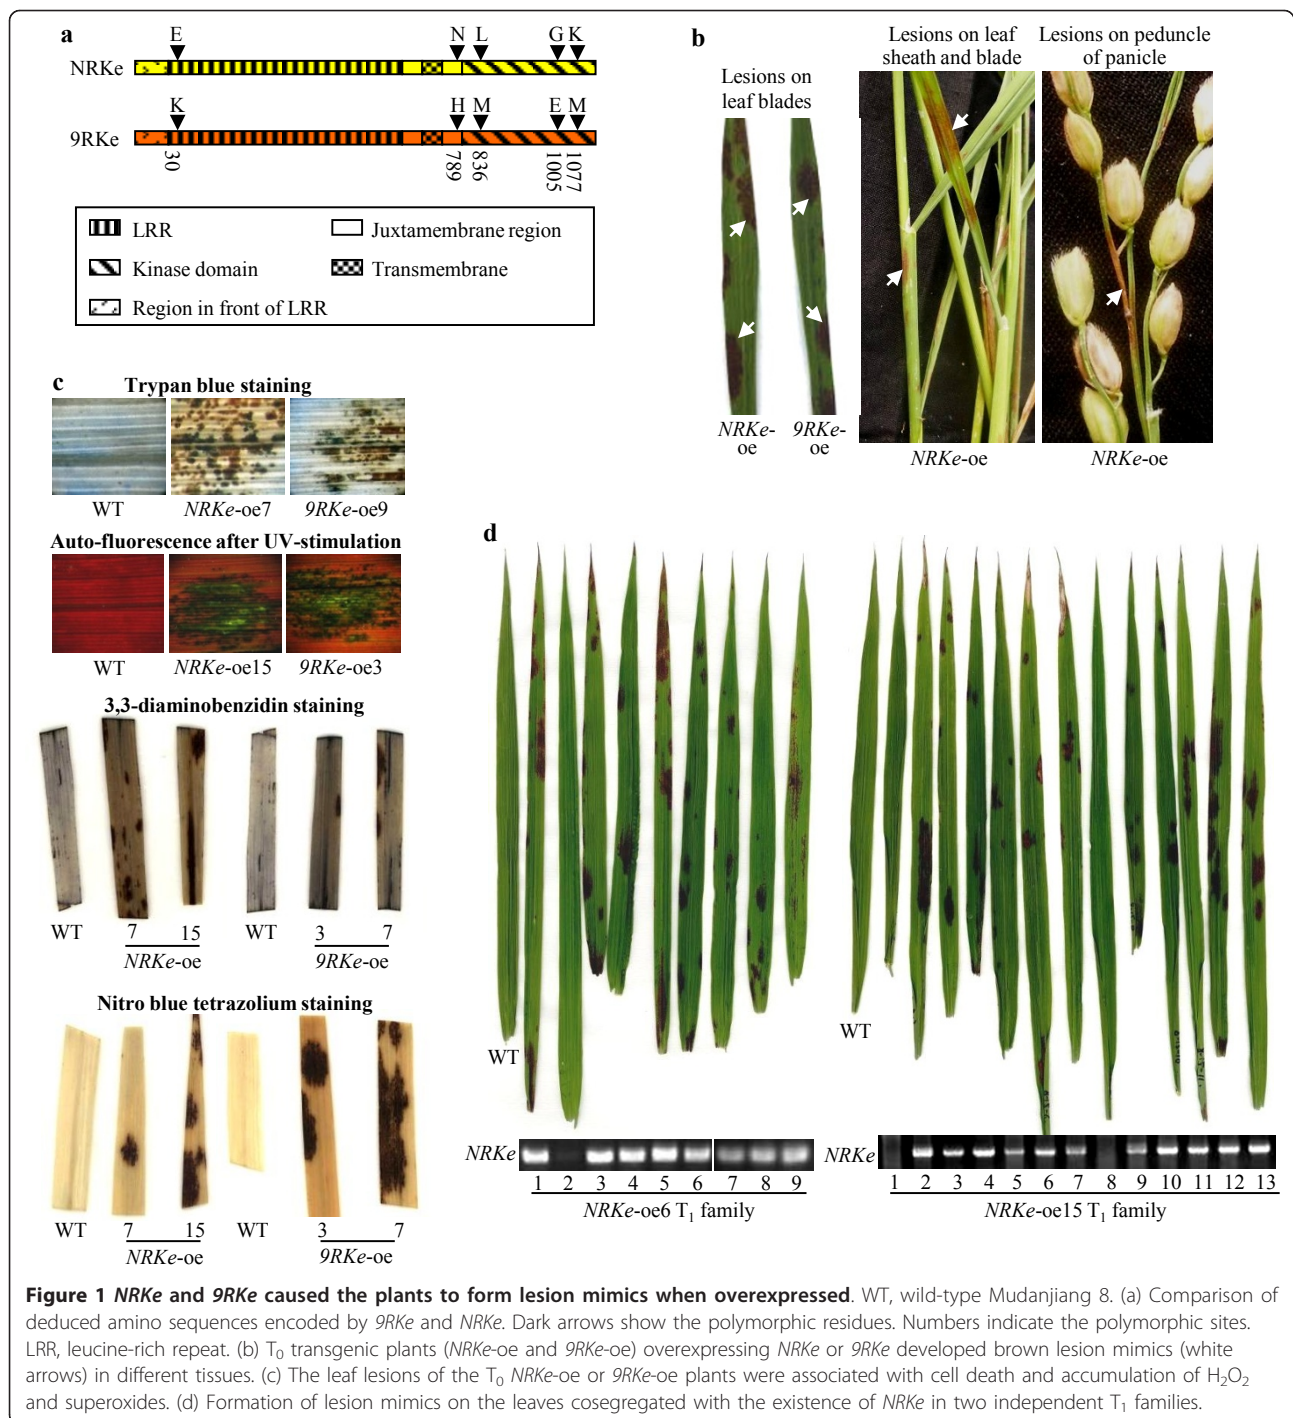 a
E N L G K
NRKe
K H M E M
9RKe
30 789 836 1005 1077
LRR
Juxtamembrane region
Kinase domain
Transmembrane
Region in front of LRR
b
Lesions on
leaf blades
Lesions on leaf
sheath and blade
Lesions on peduncle
of panicle
NRKe-
oe
9RKe-
oe
NRKe-oe
NRKe-oe
c
Trypan blue staining
WT NRKe-oe7 9RKe-oe9
Auto-fluorescence after UV-stimulation
WT NRKe-oe15 9RKe-oe3
3,3-diaminobenzidin staining
WT 7 15 WT 3 7
NRKe-oe 9RKe-oe
Nitro blue tetrazolium staining
WT 7 15 WT 3 7
NRKe-oe 9RKe-oe
d
WT
WT
NRKe
1 2 3 4 5 6 7 8 9
NRKe-oe6 T₁ family
NRKe
1 2 3 4 5 6 7 8 9 10 11 12 13
NRKe-oe15 T₁ family
Figure 1 NRKe and 9RKe caused the plants to form lesion mimics when overexpressed. WT, wild-type Mudanjiang 8. (a) Comparison of
deduced amino sequences encoded by 9RKe and NRKe. Dark arrows show the polymorphic residues. Numbers indicate the polymorphic sites.
LRR, leucine-rich repeat. (b) T₀ transgenic plants (NRKe-oe and 9RKe-oe) overexpressing NRKe or 9RKe developed brown lesion mimics (white
arrows) in different tissues. (c) The leaf lesions of the T₀ NRKe-oe or 9RKe-oe plants were associated with cell death and accumulation of H₂O₂
and superoxides. (d) Formation of lesion mimics on the leaves cosegregated with the existence of NRKe in two independent T₁ families.